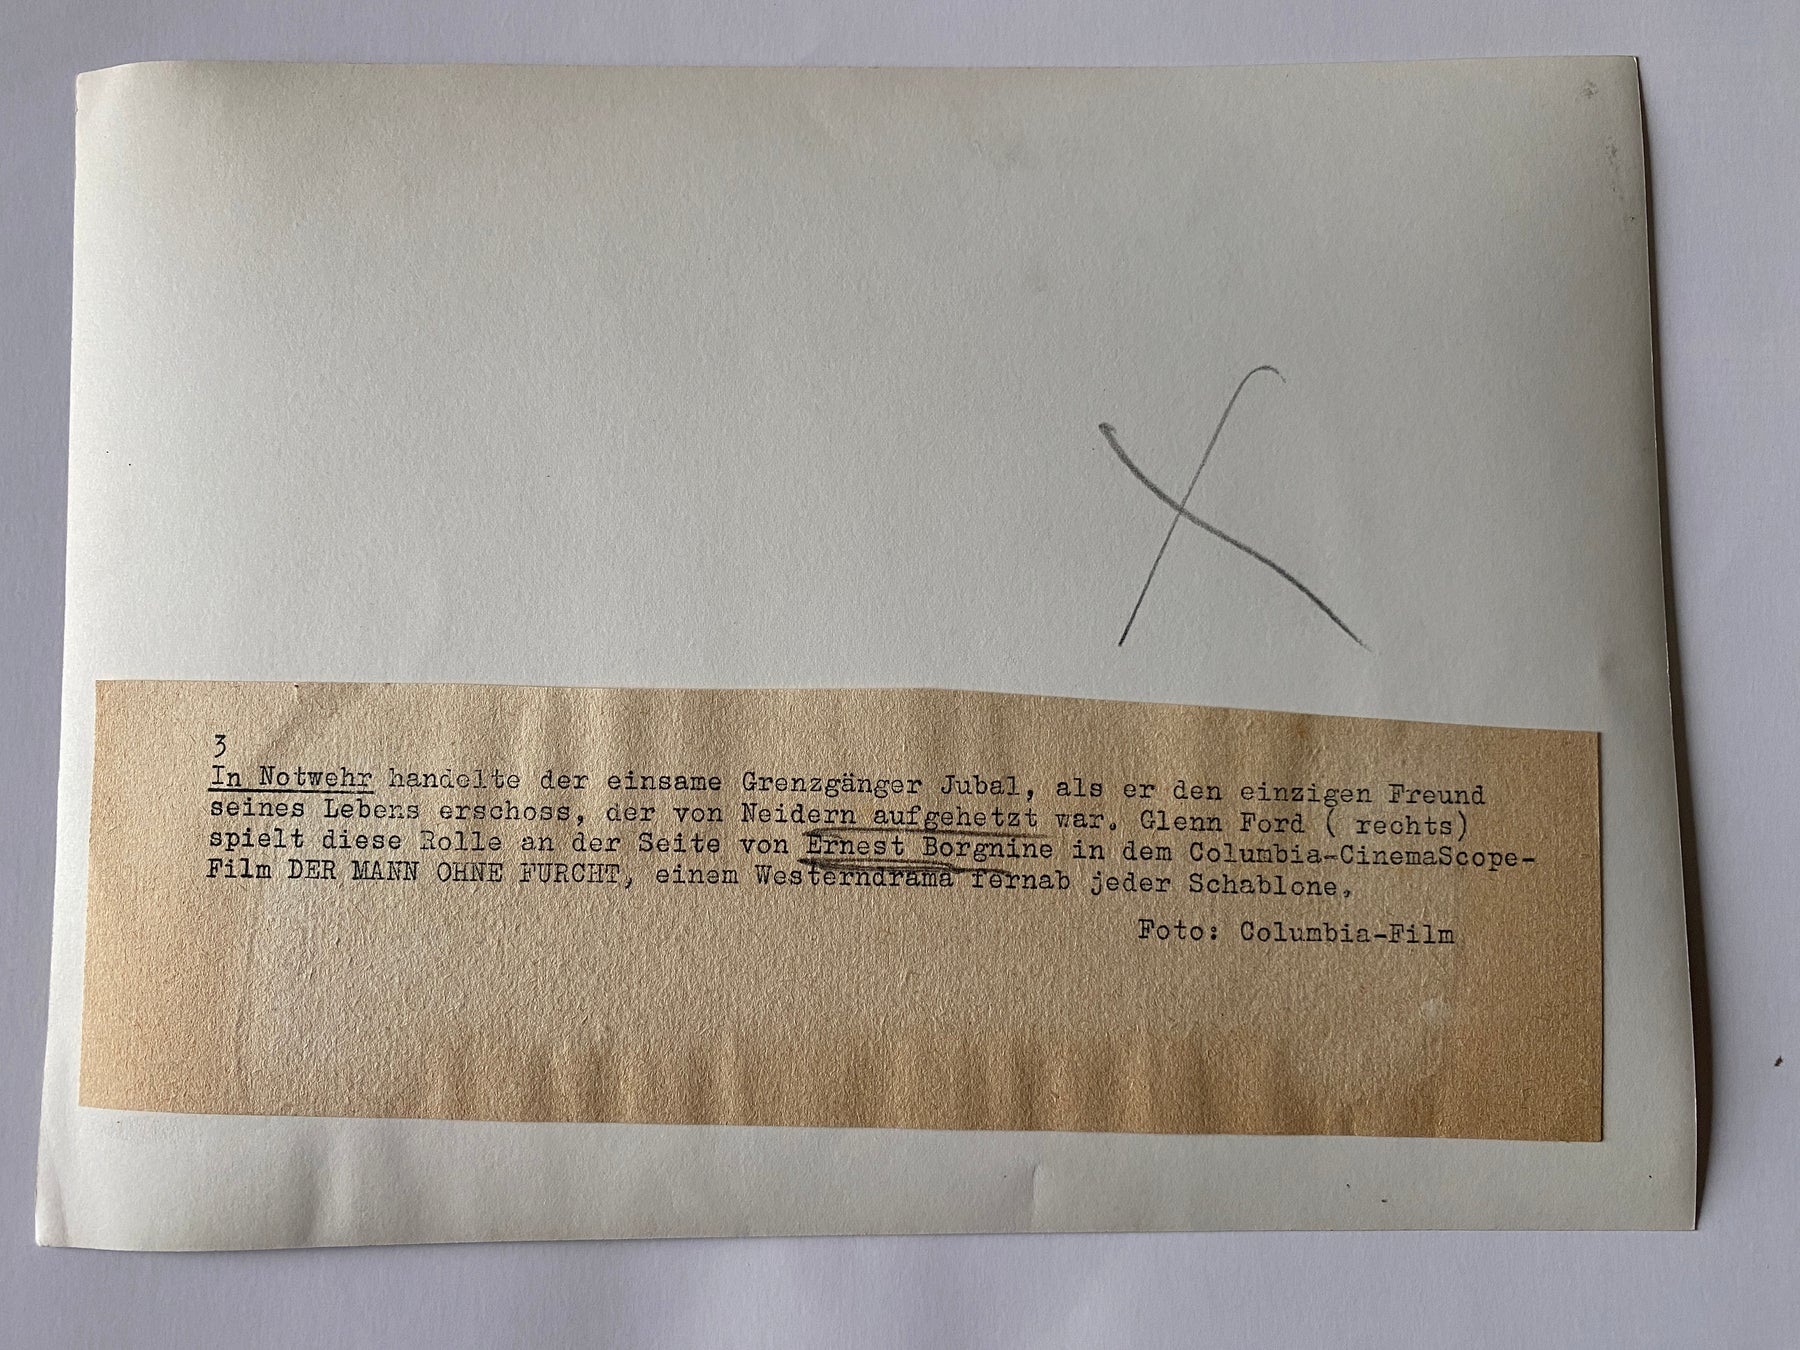 3
In Notwehr handelte der einsame Grenzgänger Jubal, als er den einzigen Freund
seines Lebens erschoss, der von Neidern aufgehetzt war. Glenn Ford ( rechts)
spielt diese Rolle an der Seite von Ernest Borgnine in dem Columbia-CinemaScope-
Film DER MANN OHNE FURCHT, einem Westerndrama fernab jeder Schablone.
Foto: Columbia-Film